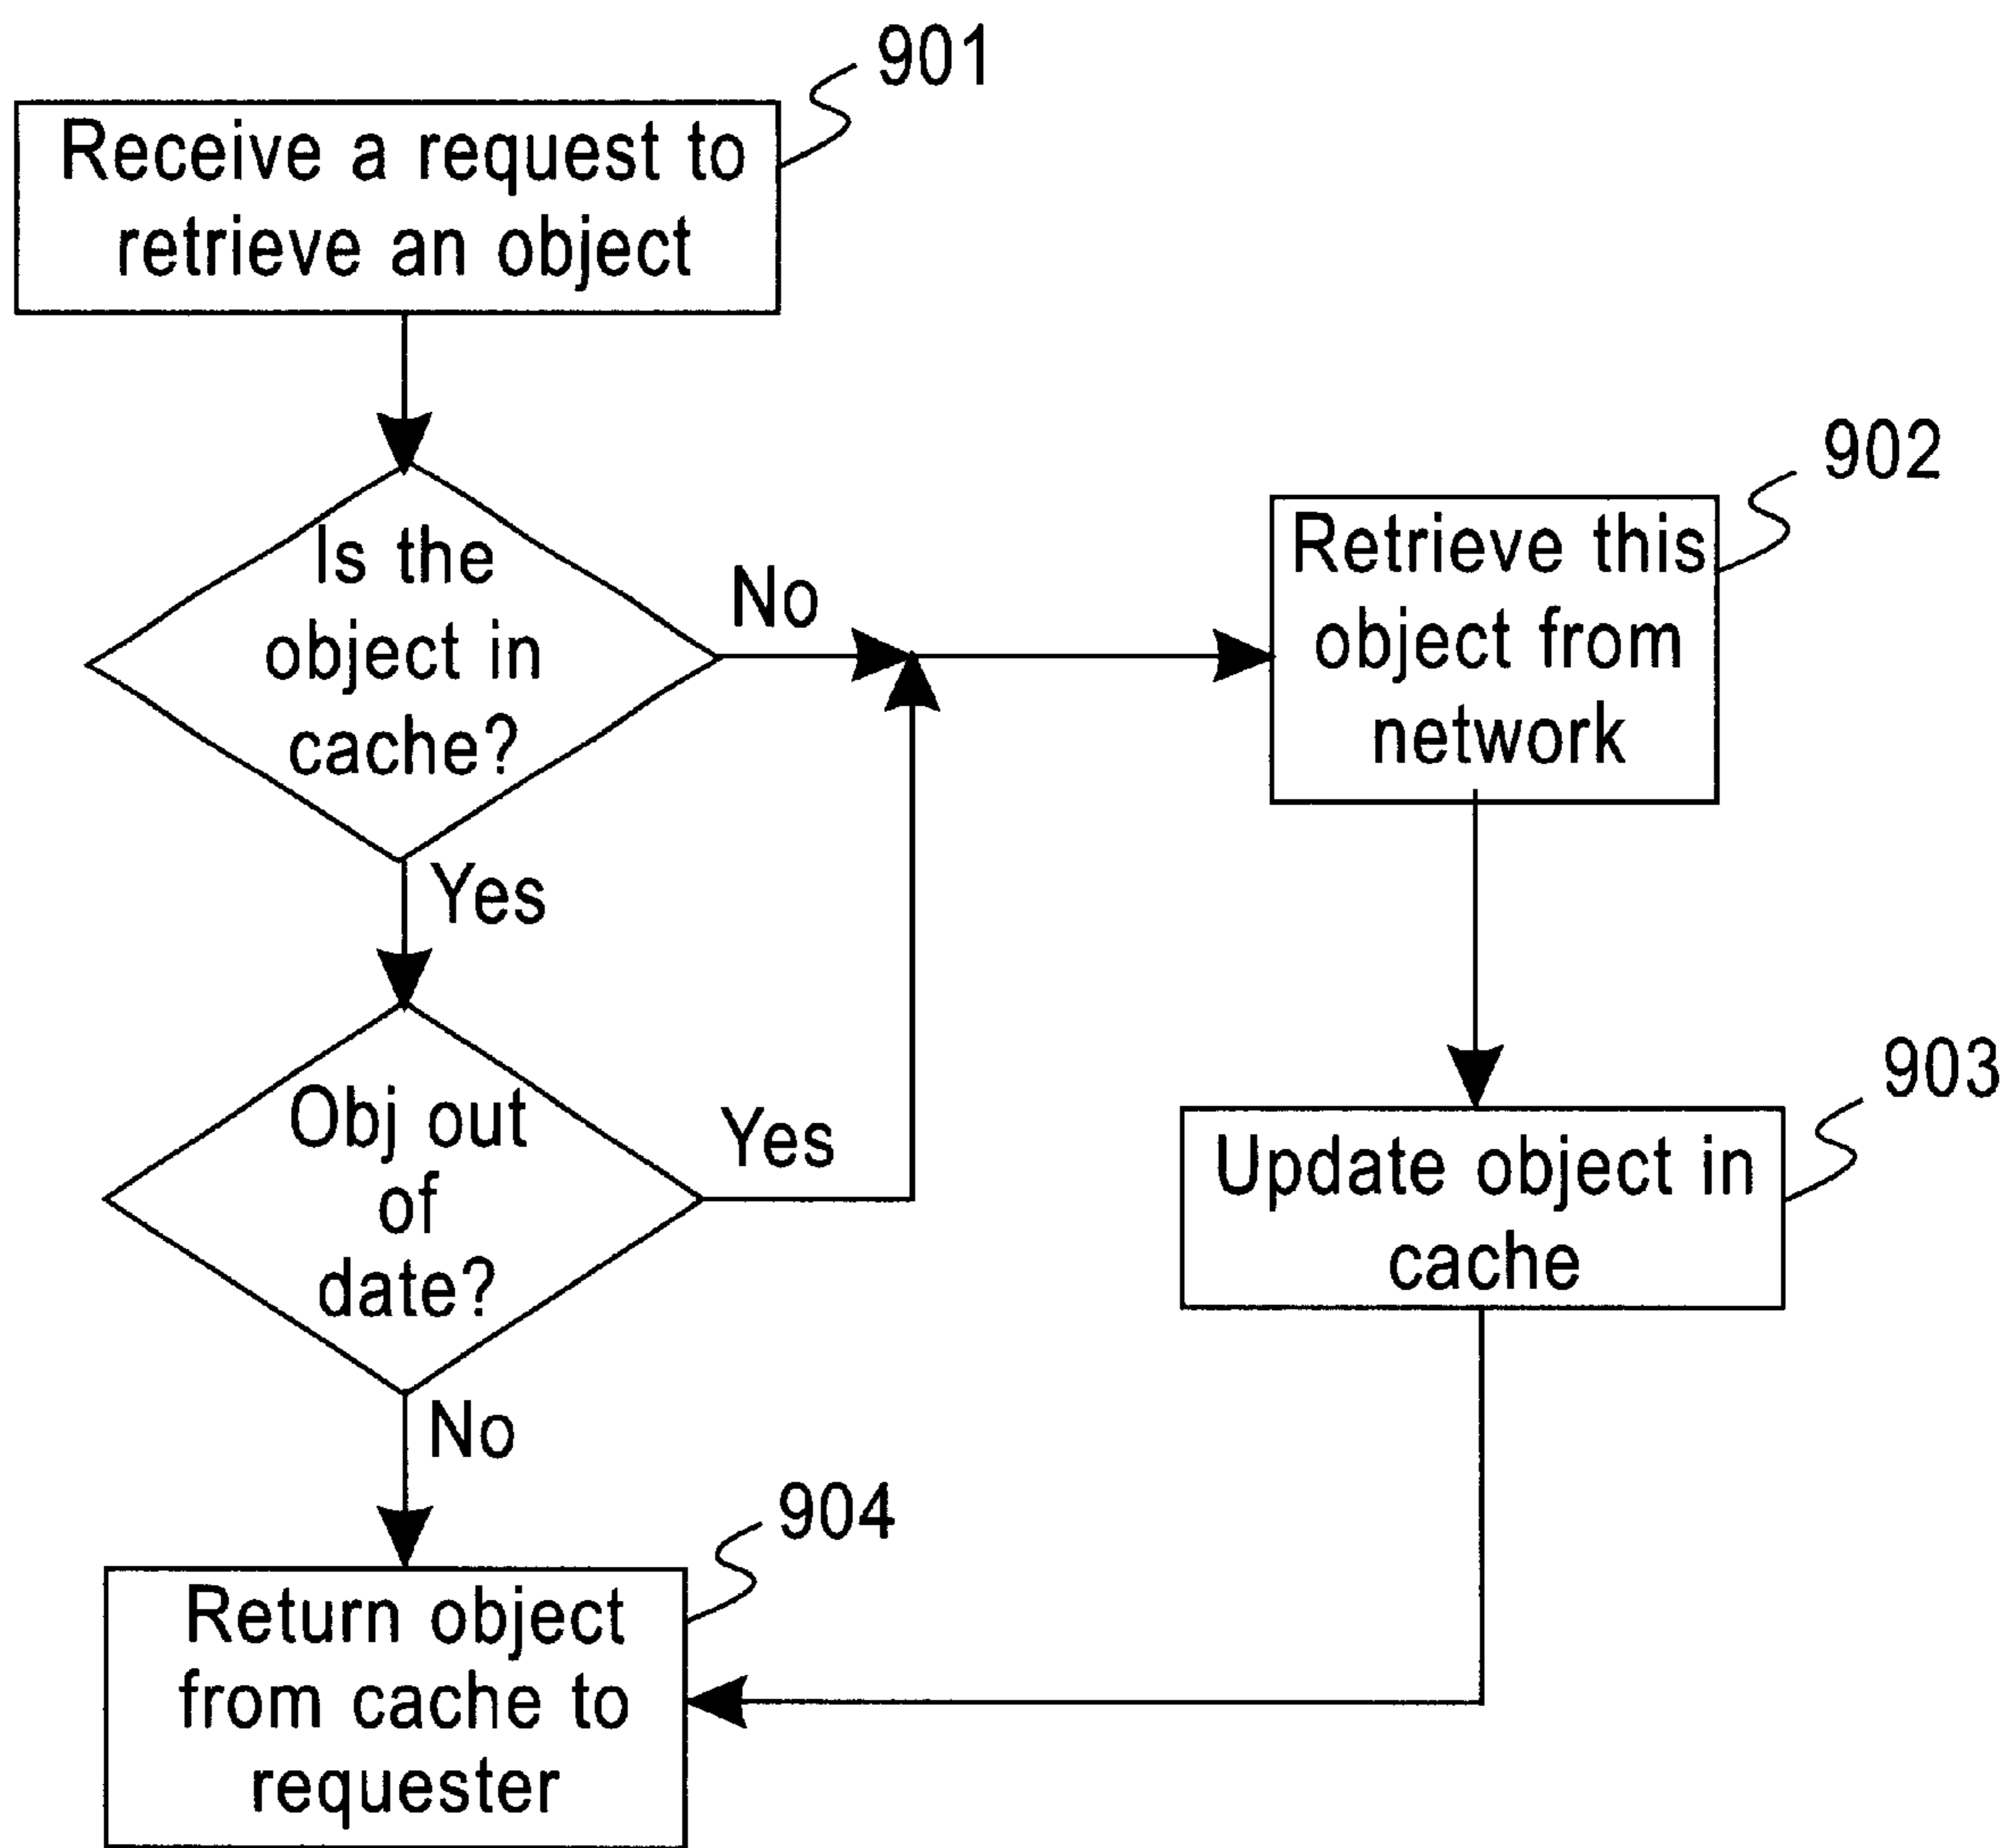 901
Receive a request to
retrieve an object
Is the
object in
cache?
No
902
Retrieve this
object from
network
Yes
Obj out
of
date?
Yes
903
Update object in
cache
No
904
Return object
from cache to
requester